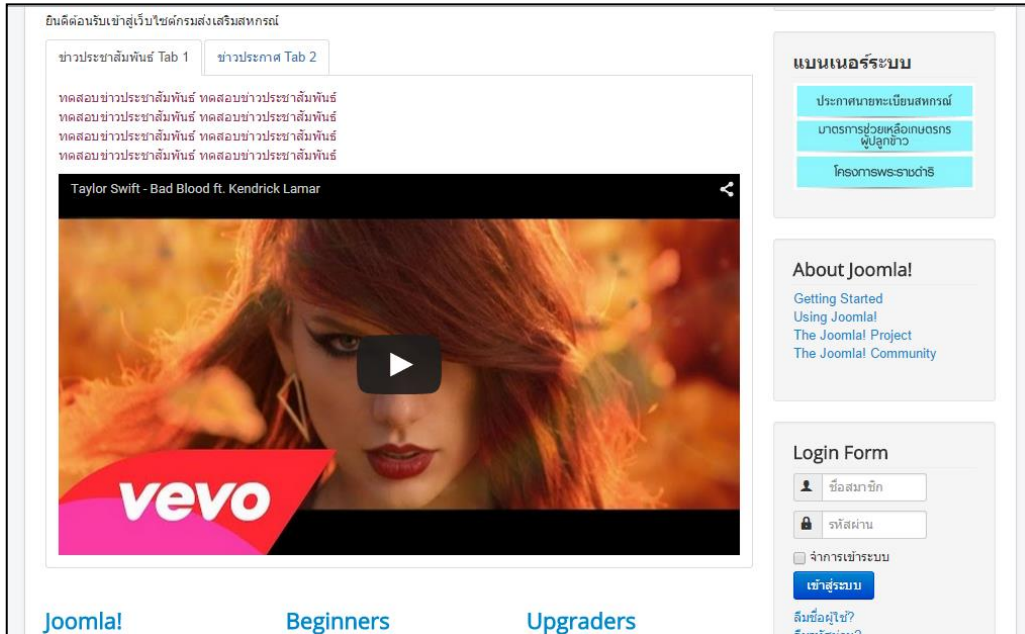 ยินดีต้อนรับเข้าสู่เว็บไซต์กรมส่งเสริมสหกรณ์
ข่าวประชาสัมพันธ์ Tab 1
ข่าวประกาศ Tab 2
ทดสอบข่าวประชาสัมพันธ์ ทดสอบข่าวประชาสัมพันธ์
ทดสอบข่าวประชาสัมพันธ์ ทดสอบข่าวประชาสัมพันธ์
ทดสอบข่าวประชาสัมพันธ์ ทดสอบข่าวประชาสัมพันธ์
ทดสอบข่าวประชาสัมพันธ์ ทดสอบข่าวประชาสัมพันธ์
Taylor Swift - Bad Blood ft. Kendrick Lamar
vevo
Joomla!
Beginners
Upgraders
แบนเนอร์ระบบ
ประกาศนายทะเบียนสหกรณ์
มาตรการช่วยเหลือเกษตรกร
ผู้ปลูกข้าว
โครงการพระราชดำริ
About Joomla!
Getting Started
Using Joomla!
The Joomla! Project
The Joomla! Community
Login Form
ชื่อสมาชิก
รหัสผ่าน
จำการเข้าระบบ
เข้าสู่ระบบ
ลืมชื่อผู้ใช้?
ลืมรหัสผ่าน?